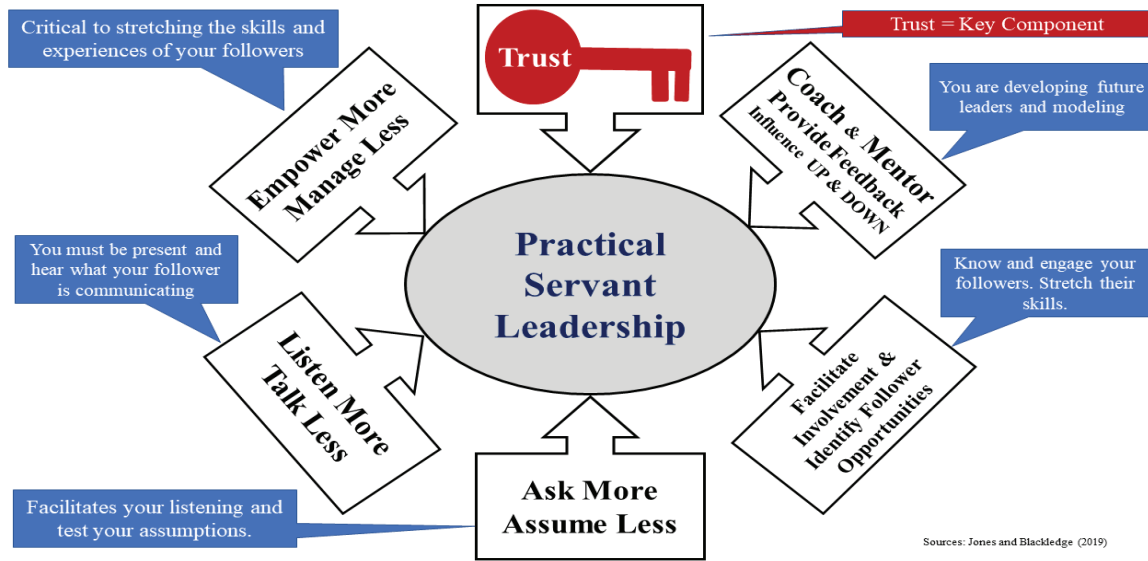 Critical to stretching the skills and
experiences of your followers
Trust
Trust = Key Component
Empower More
Manage Less
Coach & Mentor
Provide Feedback
Influence UP & DOWN
You are developing future
leaders and modeling
Practical
Servant
Leadership
You must be present and
hear what your follower
is communicating
Know and engage your
followers. Stretch their
skills.
Listen More
Talk Less
Facilitate
Involvement &
Identify Follower
Opportunities
Ask More
Assume Less
Facilitates your listening and
test your assumptions.
Sources: Jones and Blackledge (2019)